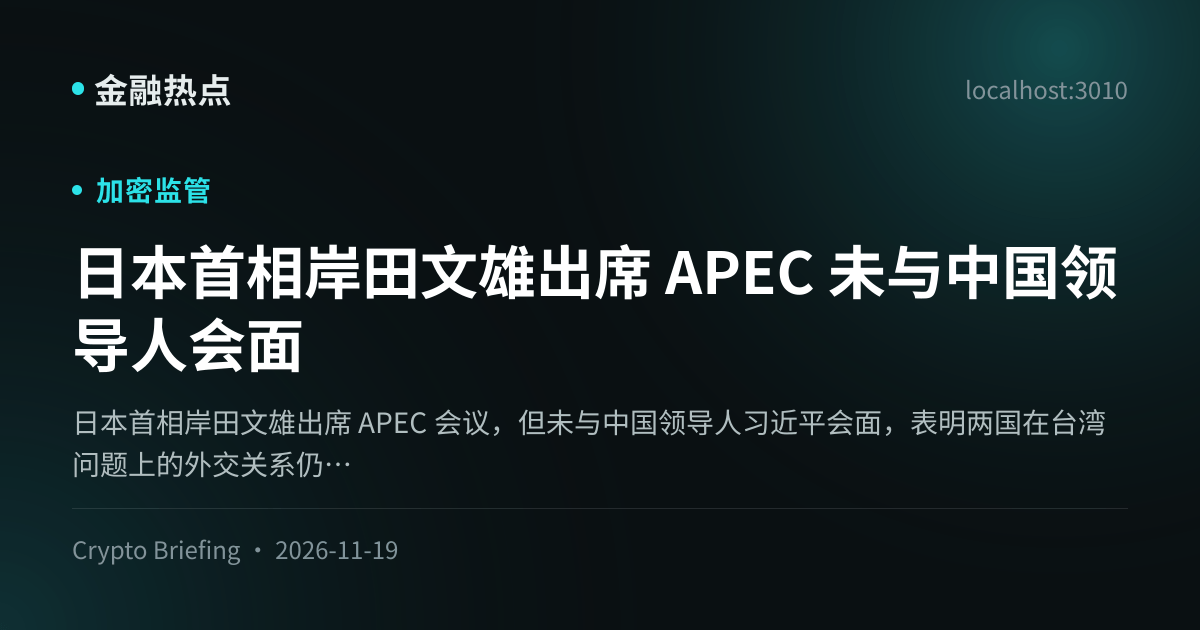 金融热点
localhost:3010
加密监管
日本首相岸田文雄出席 APEC 未与中国领
导人会面
日本首相岸田文雄出席 APEC 会议，但未与中国领导人习近平会面，表明两国在台湾
问题上的外交关系仍…
Crypto Briefing • 2026-11-19